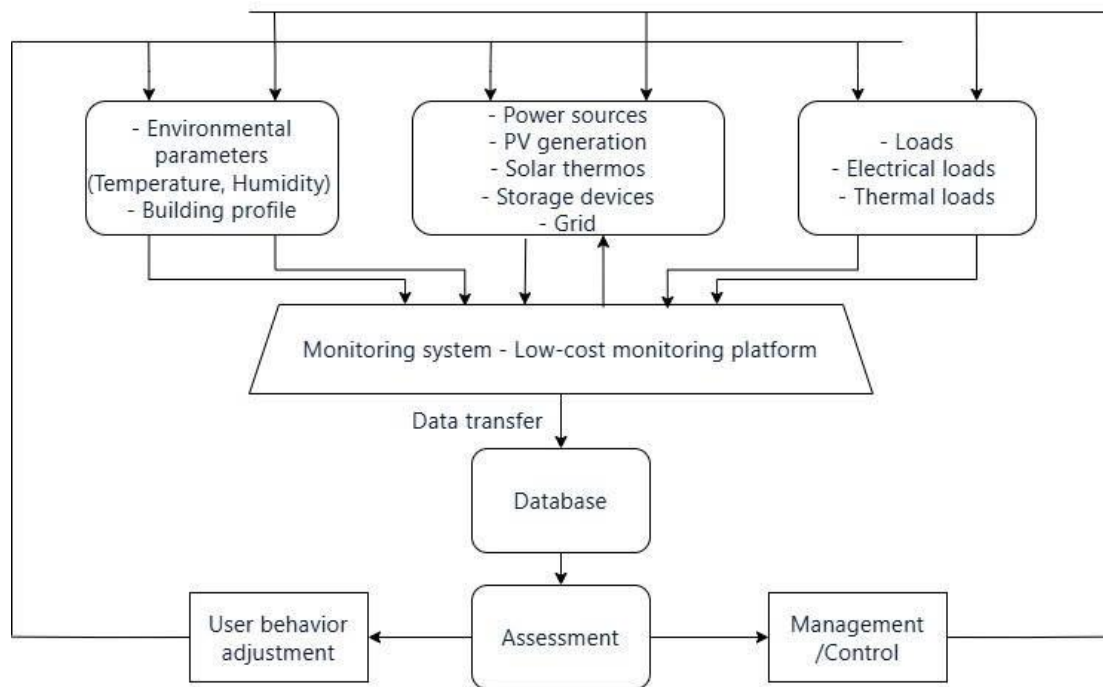 - Environmental
parameters
(Temperature, Humidity)
- Building profile
- Power sources
- PV generation
- Solar thermos
- Storage devices
- Grid
- Loads
- Electrical loads
- Thermal loads
Monitoring system - Low-cost monitoring platform
Data transfer
Database
User behavior
adjustment
Assessment
Management
/Control